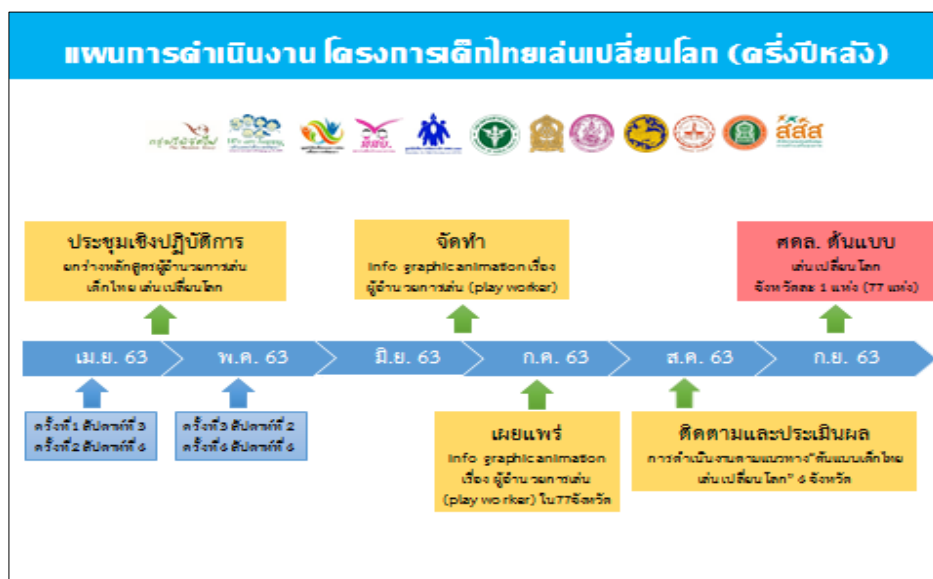 แผนการดำเนินงาน โครงการเด็กไทยเล่นเปลี่ยนโลก (ครึ่งปีหลัง)
สสส
ประชุมเชิงปฏิบัติการ
ยกร่างหลักสูตรผู้อำนวยการเล่น
เด็กไทย เล่นเปลี่ยนโลก
จัดทำ
info graphic animation เรื่อง
ผู้อำนวยการเล่น (play worker)
ศดล. ต้นแบบ
เล่นเปลี่ยนโลก
จังหวัดละ 1 แห่ง (77 แห่ง)
เม.ย. 63
พ.ค. 63
มิ.ย. 63
ก.ค. 63
ส.ค. 63
ก.ย. 63
ครั้งที่ 1 สัปดาห์ที่ 3
ครั้งที่ 2 สัปดาห์ที่ 4
ครั้งที่ 3 สัปดาห์ที่ 2
ครั้งที่ 4 สัปดาห์ที่ 4
เผยแพร่
info graphic animation
เรื่อง ผู้อำนวยการเล่น
(play worker) ใน77จังหวัด
ติดตามและประเมินผล
การดำเนินงานตามแนวทาง"ต้นแบบเด็กไทย
เล่นเปลี่ยนโลก" 4 จังหวัด